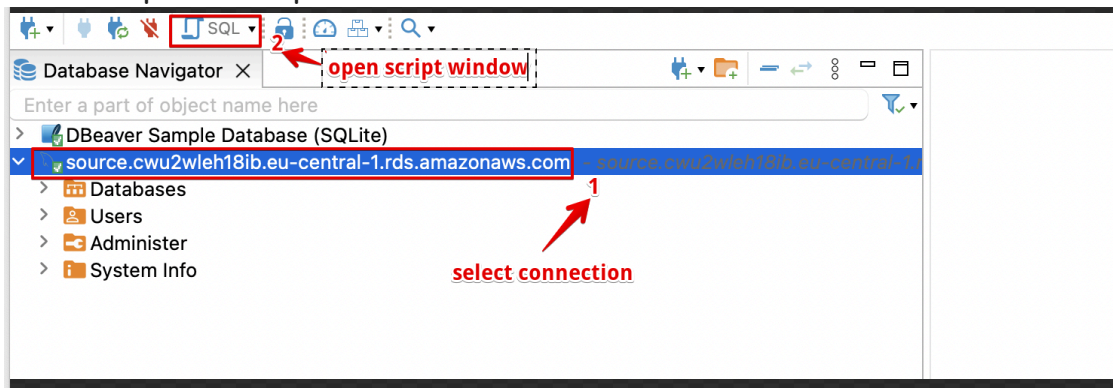 SQL
2
open script window
Database Navigator
Enter a part of object name here
DBeaver Sample Database (SQLite)
source.cwu2wleh18ib.eu-central-1.rds.amazonaws.com - source.cwu2wleh18ib.eu-central-1.r
1
Databases
Users
Administer
select connection
System Info